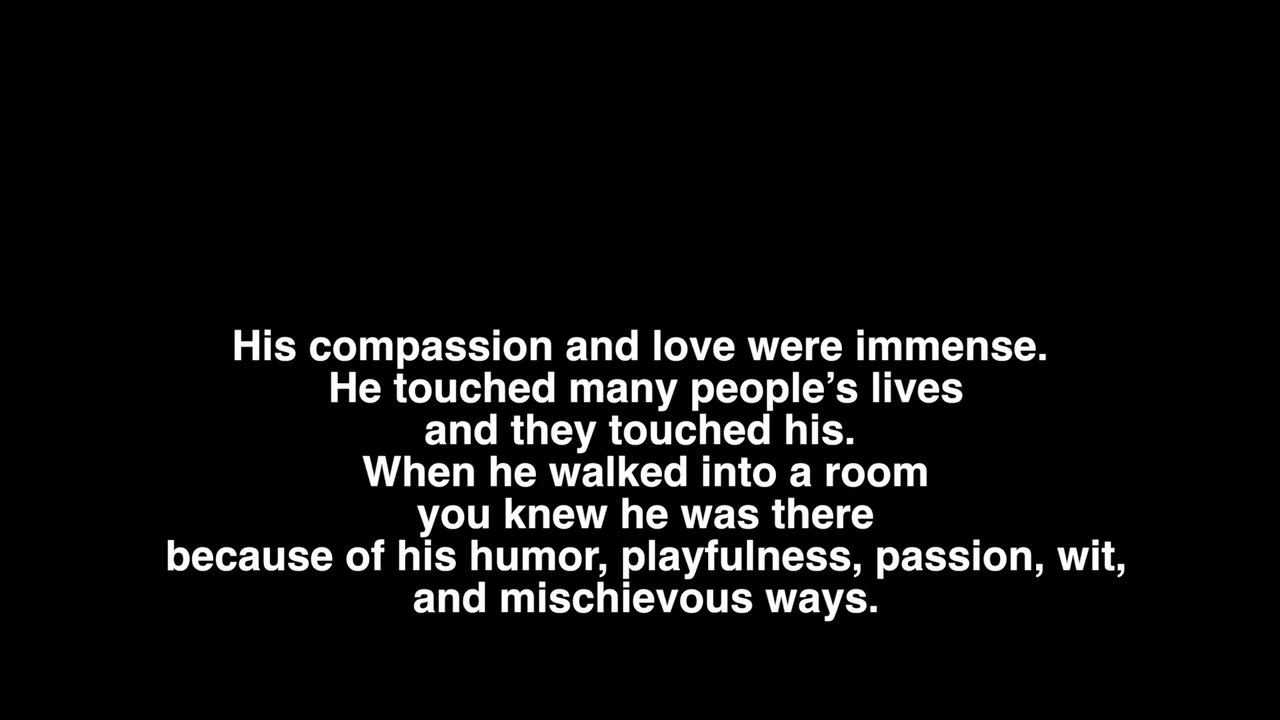 His compassion and love were immense.
He touched many people’s lives
and they touched his.
When he walked into a room
you knew he was there
because of his humor, playfulness, passion, wit,
and mischievous ways.